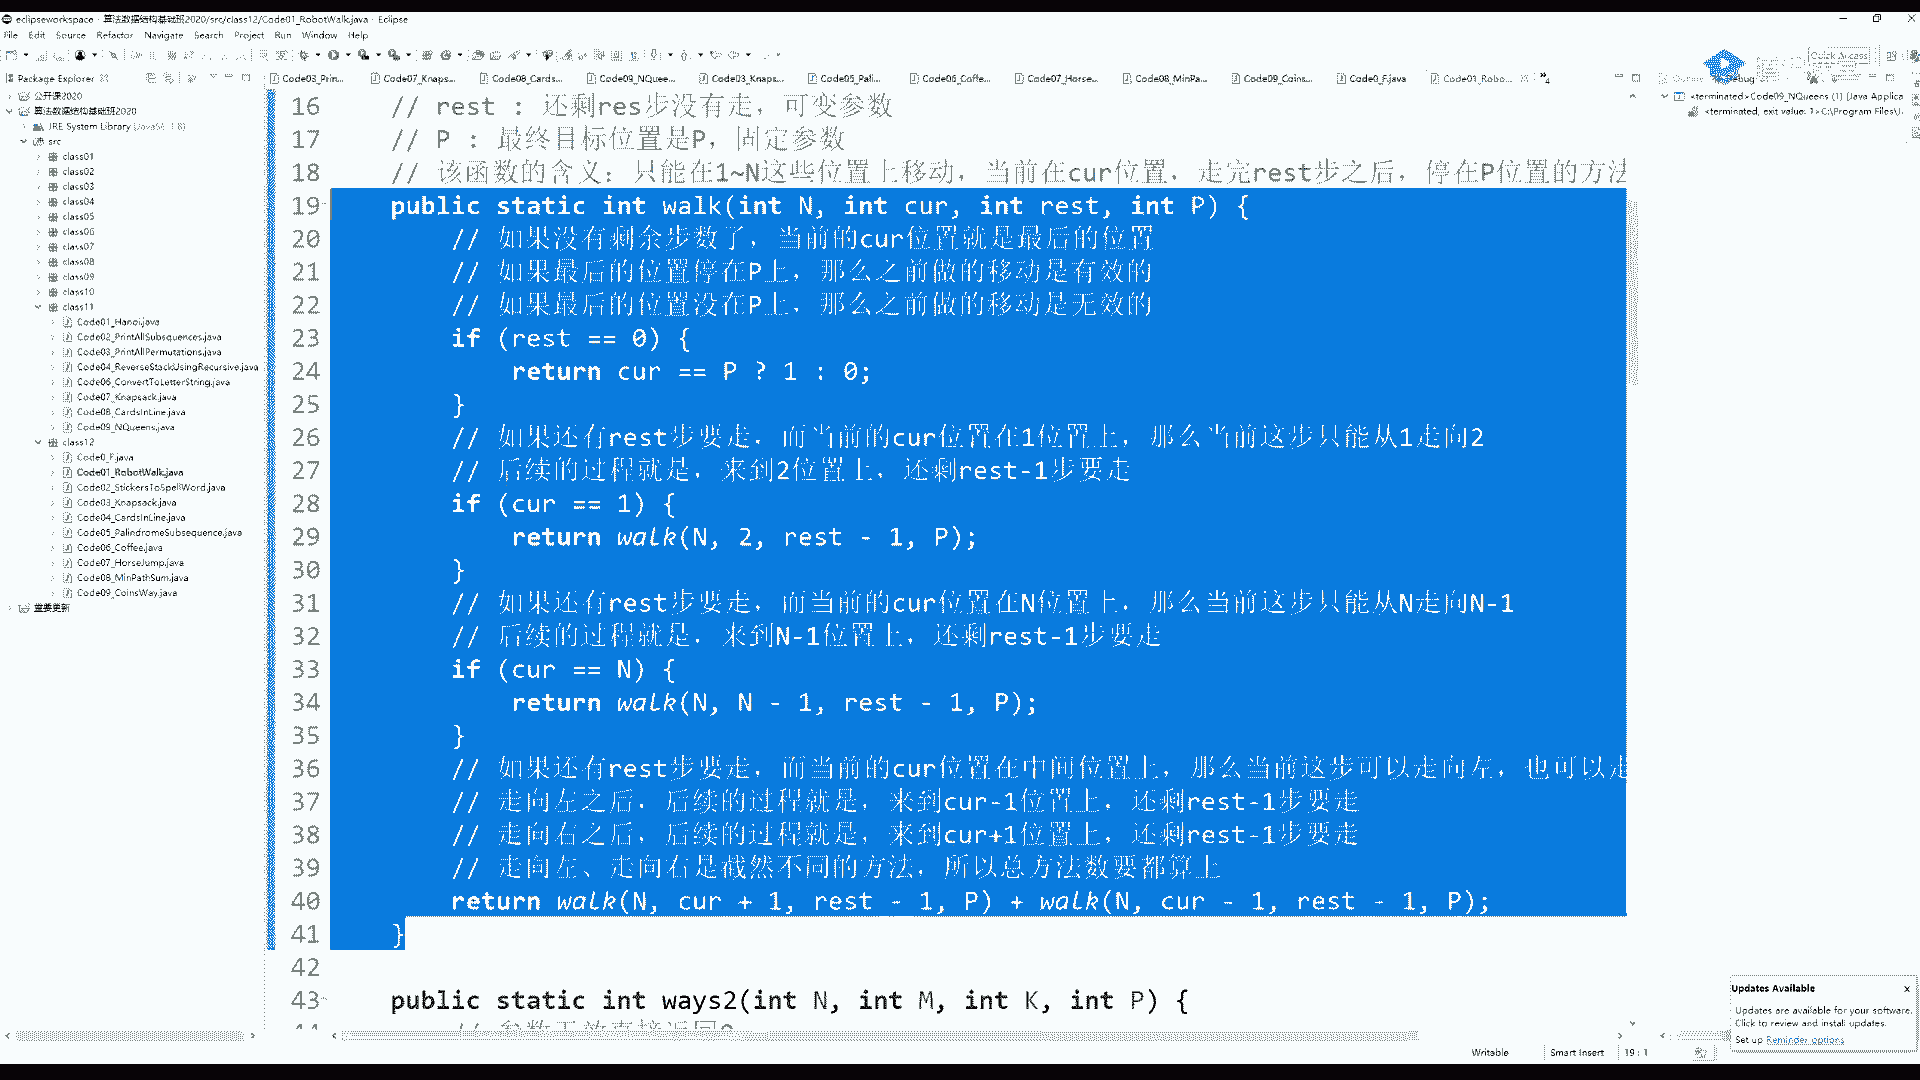 eclipseworkspace - 算法数据结构基础班2020/src/class12/Code01_RobotWalk.java - Eclipse
File Edit Source Refactor Navigate Search Project Run Window Help
Quick Access
Package Explorer
Code03_Prin...
Code07_Knaps...
Code08_Cards...
Code09_NQuee...
Code03_Knaps...
Code05_Pali...
Code06_Coffe...
Code07_Horse...
Code08_MinPa...
Code09_Coins...
Code0_F.java
Code01_Robo...
公开课2020
算法数据结构基础班2020
JRE System Library [JavaSE-1.8]
src
class01
class02
class03
class04
class05
class06
class07
class08
class09
class10
class11
Code01_Hanoi.java
Code02_PrintAllSubsquences.java
Code03_PrintAllPermutations.java
Code04_ReverseStackUsingRecursive.java
Code06_ConvertToLetterString.java
Code07_Knapsack.java
Code08_CardsInLine.java
Code09_NQueens.java
class12
Code0_F.java
Code01_RobotWalk.java
Code02_StickersToSpellWord.java
Code03_Knapsack.java
Code04_CardsInLine.java
Code05_PalindromeSubsequence.java
Code06_Coffee.java
Code07_HorseJump.java
Code08_MinPathSum.java
Code09_CoinsWay.java
重要更新
16 // rest : 还剩res步没有走，可变参数
17 // P : 最终目标位置是P，固定参数
18 // 该函数的含义：只能在1~N这些位置上移动，当前在cur位置，走完rest步之后，停在P位置的方法
19 public static int walk(int N, int cur, int rest, int P) {
20 // 如果没有剩余步数了，当前的cur位置就是最后的位置
21 // 如果最后的位置停在P上，那么之前做的移动是有效的
22 // 如果最后的位置没在P上，那么之前做的移动是无效的
23 if (rest == 0) {
24 return cur == P ? 1 : 0;
25 }
26 // 如果还有rest步要走，而当前的cur位置在1位置上，那么当前这步只能从1走向2
27 // 后续的过程就是，来到2位置上，还剩rest-1步要走
28 if (cur == 1) {
29 return walk(N, 2, rest - 1, P);
30 }
31 // 如果还有rest步要走，而当前的cur位置在N位置上，那么当前这步只能从N走向N-1
32 // 后续的过程就是，来到N-1位置上，还剩rest-1步要走
33 if (cur == N) {
34 return walk(N, N - 1, rest - 1, P);
35 }
36 // 如果还有rest步要走，而当前的cur位置在中间位置上，那么当前这步可以走向左，也可以走
37 // 走向左之后，后续的过程就是，来到cur-1位置上，还剩rest-1步要走
38 // 走向右之后，后续的过程就是，来到cur+1位置上，还剩rest-1步要走
39 // 走向左、走向右是截然不同的方法，所以总方法数要都算上
40 return walk(N, cur + 1, rest - 1, P) + walk(N, cur - 1, rest - 1, P);
41 }
42
43 public static int ways2(int N, int M, int K, int P) {
44 // 参数无效直接返回0
<terminated>Code09_NQueens (1) [Java Applica
<terminated, exit value: 1>C:\Program Files\J
Updates Available
Updates are available for your software.
Click to review and install updates.
Set up Reminder options
Writable
Smart Insert
19 : 1